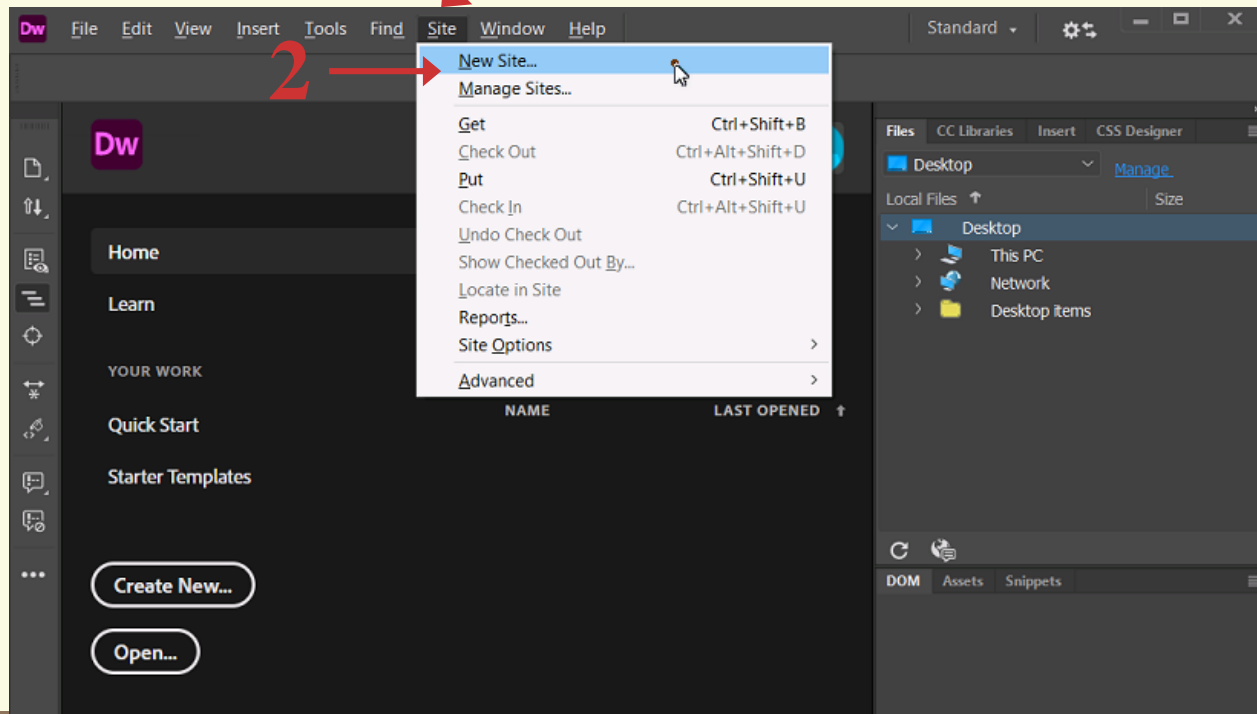 Dw File Edit View Insert Tools Find Site Window Help Standard
2
New Site...
Manage Sites...
Get Ctrl+Shift+B
Check Out Ctrl+Alt+Shift+D
Put Ctrl+Shift+U
Check In Ctrl+Alt+Shift+U
Undo Check Out
Show Checked Out By...
Locate in Site
Reports...
Site Options
Advanced
Dw
Home
Learn
YOUR WORK
Quick Start
Starter Templates
Create New...
Open...
NAME LAST OPENED
Files CC Libraries Insert CSS Designer
Desktop Manage
Local Files Size
Desktop
This PC
Network
Desktop items
DOM Assets Snippets